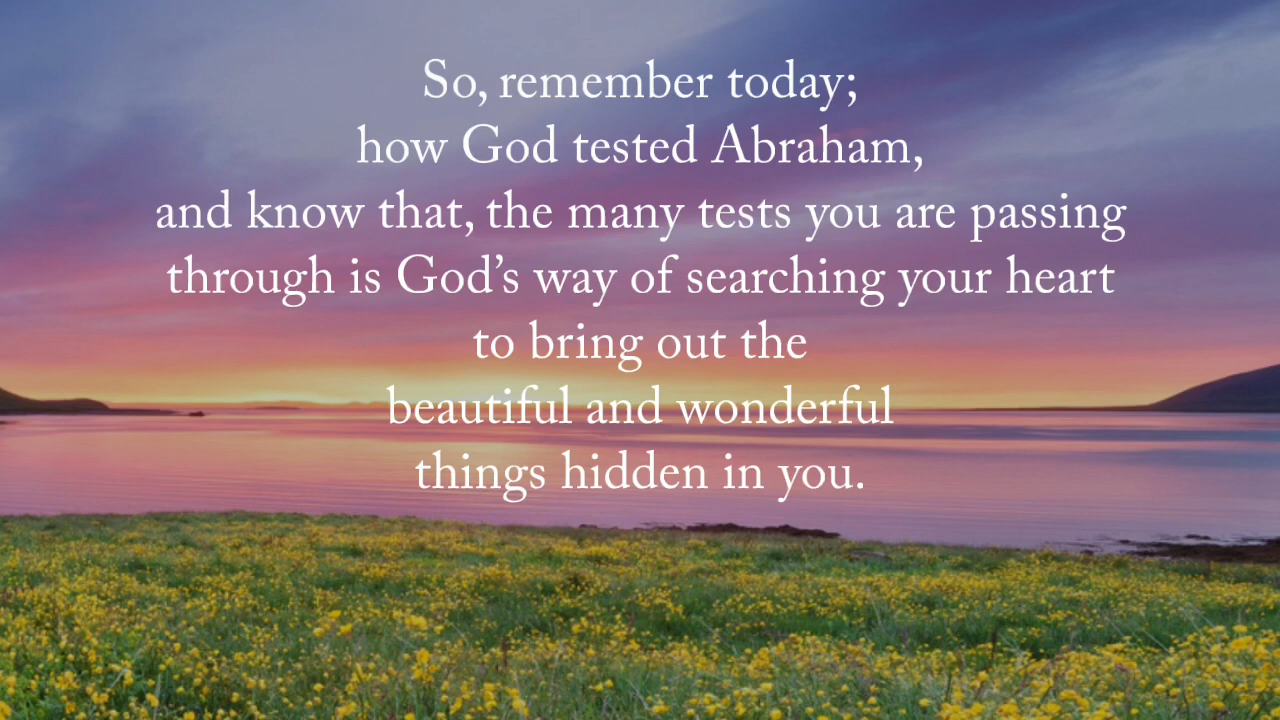 So, remember today;
how God tested Abraham,
and know that, the many tests you are passing
through is God’s way of searching your heart
to bring out the
beautiful and wonderful
things hidden in you.